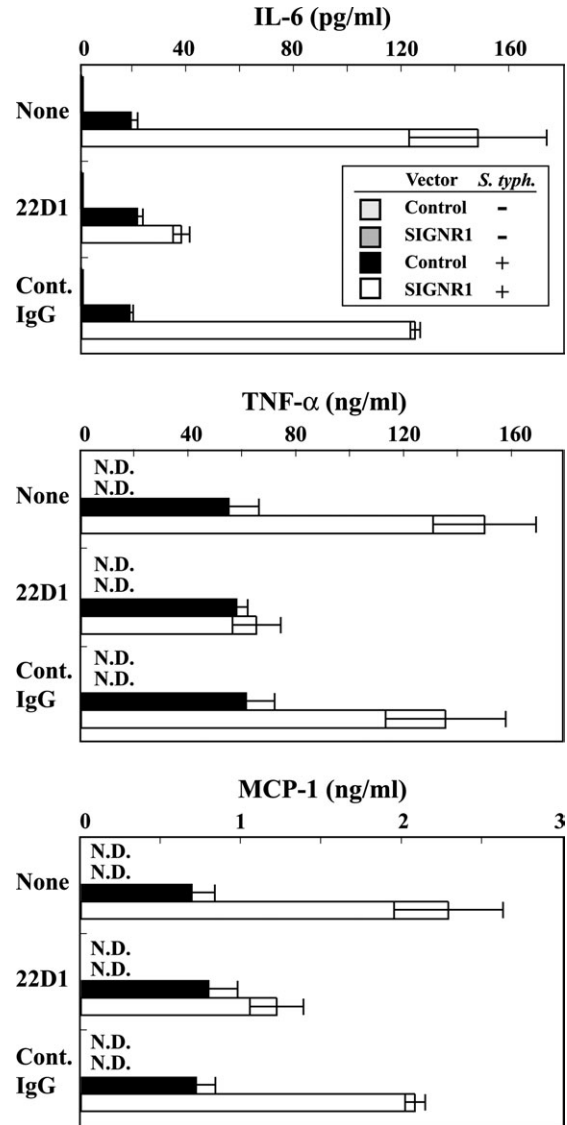 IL-6 (pg/ml)
0 40 80 120 160
None
22D1
Cont.
IgG
Vector S. typh.
Control -
SIGNR1 -
Control +
SIGNR1 +
TNF-α (ng/ml)
0 40 80 120 160
None
N.D.
N.D.
22D1
N.D.
N.D.
Cont.
IgG
N.D.
N.D.
MCP-1 (ng/ml)
0 1 2 3
None
N.D.
N.D.
22D1
N.D.
N.D.
Cont.
IgG
N.D.
N.D.